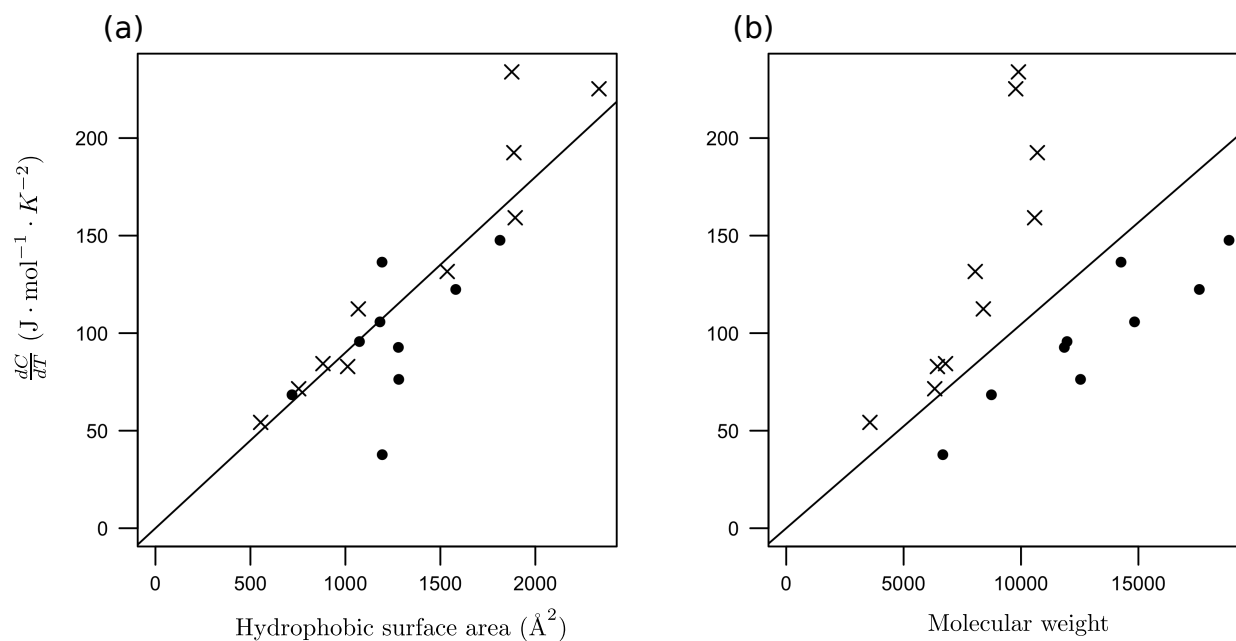 (a)
(b)
dC/dT (J · mol⁻¹ · K⁻²)
200
150
100
50
0
0 500 1000 1500 2000
Hydrophobic surface area (Å²)
200
150
100
50
0
0 5000 10000 15000
Molecular weight